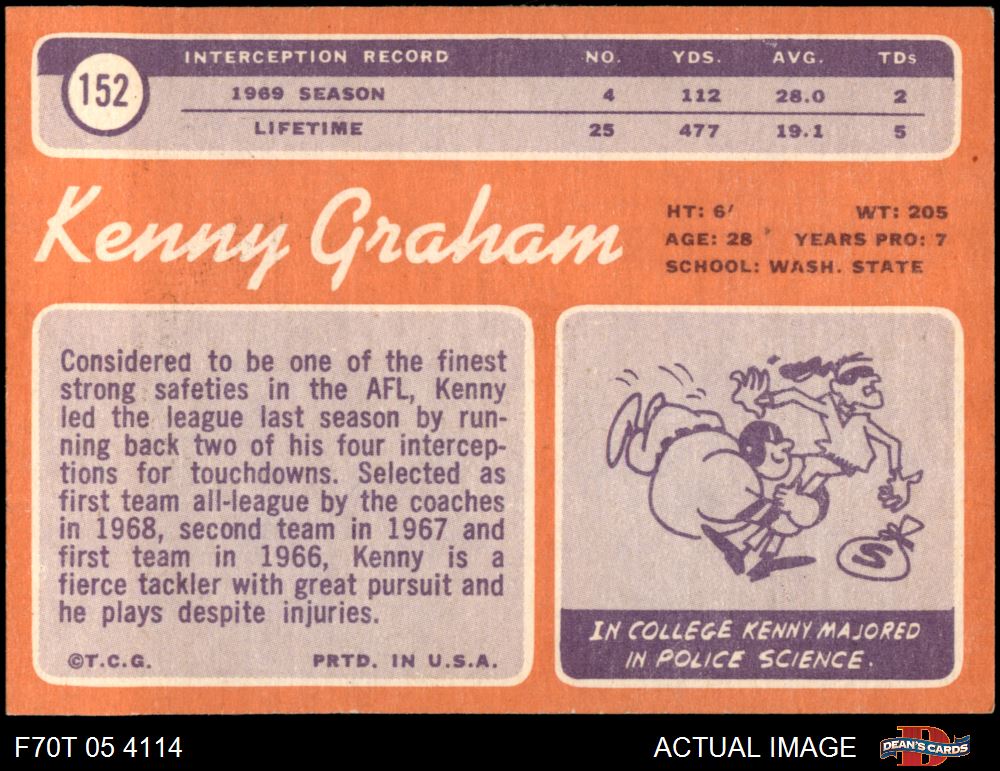 152
INTERCEPTION RECORD NO. YDS. AVG. TDs
1969 SEASON 4 112 28.0 2
LIFETIME 25 477 19.1 5
Kenny Graham
HT: 6' WT: 205
AGE: 28 YEARS PRO: 7
SCHOOL: WASH. STATE
Considered to be one of the finest
strong safeties in the AFL, Kenny
led the league last season by run-
ning back two of his four intercep-
tions for touchdowns. Selected as
first team all-league by the coaches
in 1968, second team in 1967 and
first team in 1966, Kenny is a
fierce tackler with great pursuit and
he plays despite injuries.
©T.C.G. PRTD. IN U.S.A.
S
IN COLLEGE KENNY MAJORED
IN POLICE SCIENCE.
F70T 05 4114 ACTUAL IMAGE DEAN'S CARDS